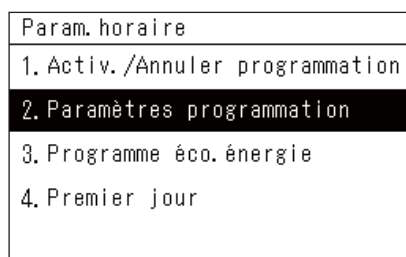 Param.horaire
1.Activ./Annuler programmation
2.Paramètres programmation
3.Programme éco.énergie
4.Premier jour